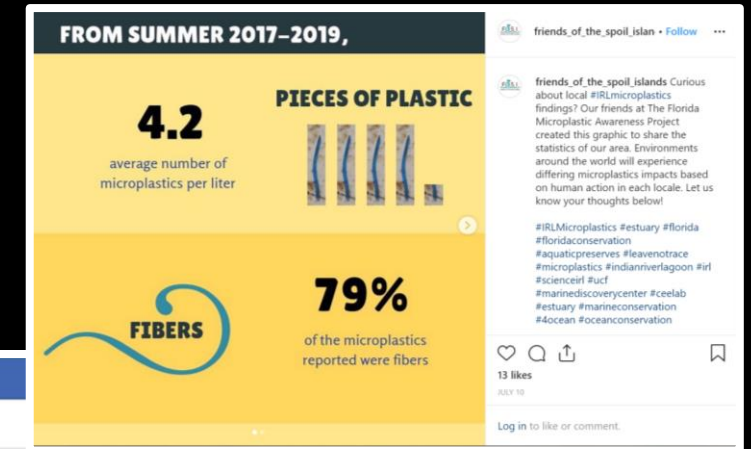 FROM SUMMER 2017–2019,
4.2
average number of
microplastics per liter
PIECES OF PLASTIC
FIBERS
79%
of the microplastics
reported were fibers
friends_of_the_spoil_islan • Follow •••
friends_of_the_spoil_islands Curious
about local #IRLmicroplastics
findings? Our friends at The Florida
Microplastic Awareness Project
created this graphic to share the
statistics of our area. Environments
around the world will experience
differing microplastics impacts based
on human action in each locale. Let us
know your thoughts below!
#IRLMicroplastics #estuary #florida
#floridaconservation
#aquaticpreserves #leavenotrace
#microplastics #indianriverlagoon #irl
#scienceirl #ucf
#marinediscoverycenter #ceelab
#estuary #marineconservation
#4ocean #oceanconservation
13 likes
JULY 10
Log in to like or comment.